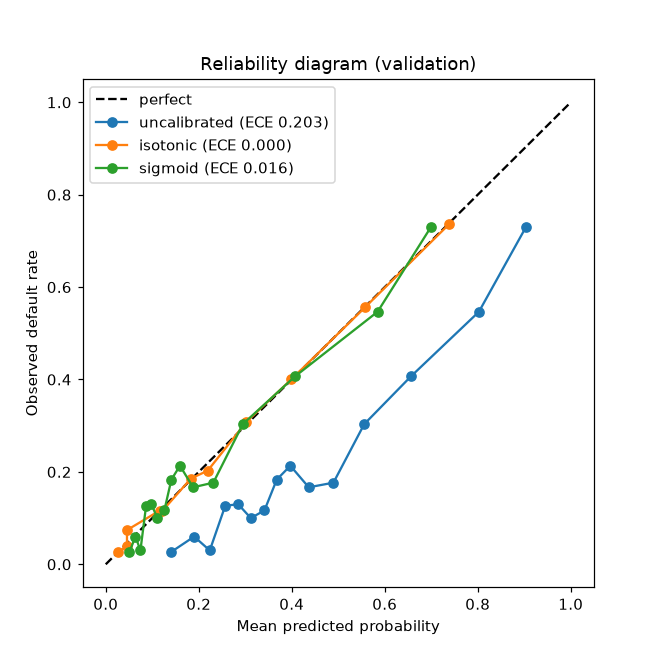 Reliability diagram (validation)
perfect
uncalibrated (ECE 0.203)
isotonic (ECE 0.000)
sigmoid (ECE 0.016)
1.0
0.8
0.6
0.4
0.2
0.0
Observed default rate
0.0 0.2 0.4 0.6 0.8 1.0
Mean predicted probability